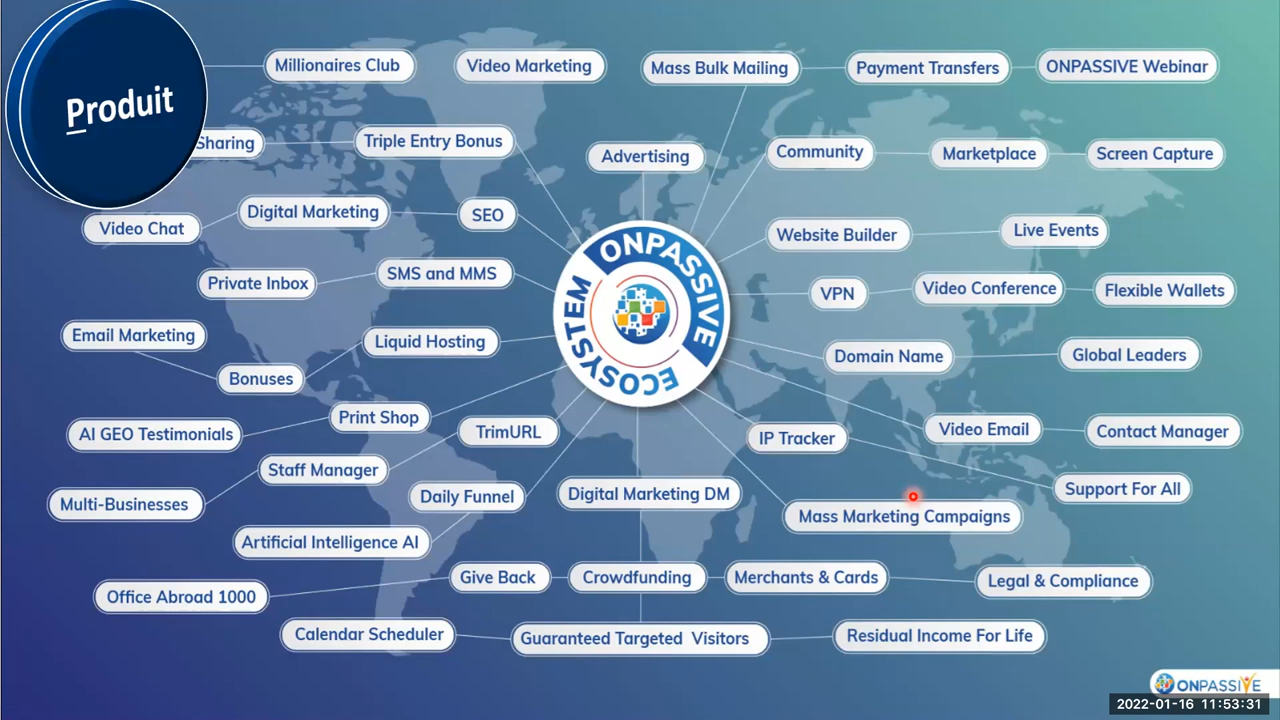 Produit
Millionaires Club
Video Marketing
Mass Bulk Mailing
Payment Transfers
ONPASSIVE Webinar
Sharing
Triple Entry Bonus
Advertising
Community
Marketplace
Screen Capture
Video Chat
Digital Marketing
SEO
Website Builder
Live Events
Private Inbox
SMS and MMS
ONPASSIVE
ECOSYSTEM
VPN
Video Conference
Flexible Wallets
Email Marketing
Liquid Hosting
Domain Name
Global Leaders
Bonuses
AI GEO Testimonials
Print Shop
TrimURL
IP Tracker
Video Email
Contact Manager
Staff Manager
Multi-Businesses
Daily Funnel
Digital Marketing DM
Mass Marketing Campaigns
Support For All
Artificial Intelligence AI
Office Abroad 1000
Give Back
Crowdfunding
Merchants & Cards
Legal & Compliance
Calendar Scheduler
Guaranteed Targeted Visitors
Residual Income For Life
ONPASSIVE
2022-01-16 11:53:31